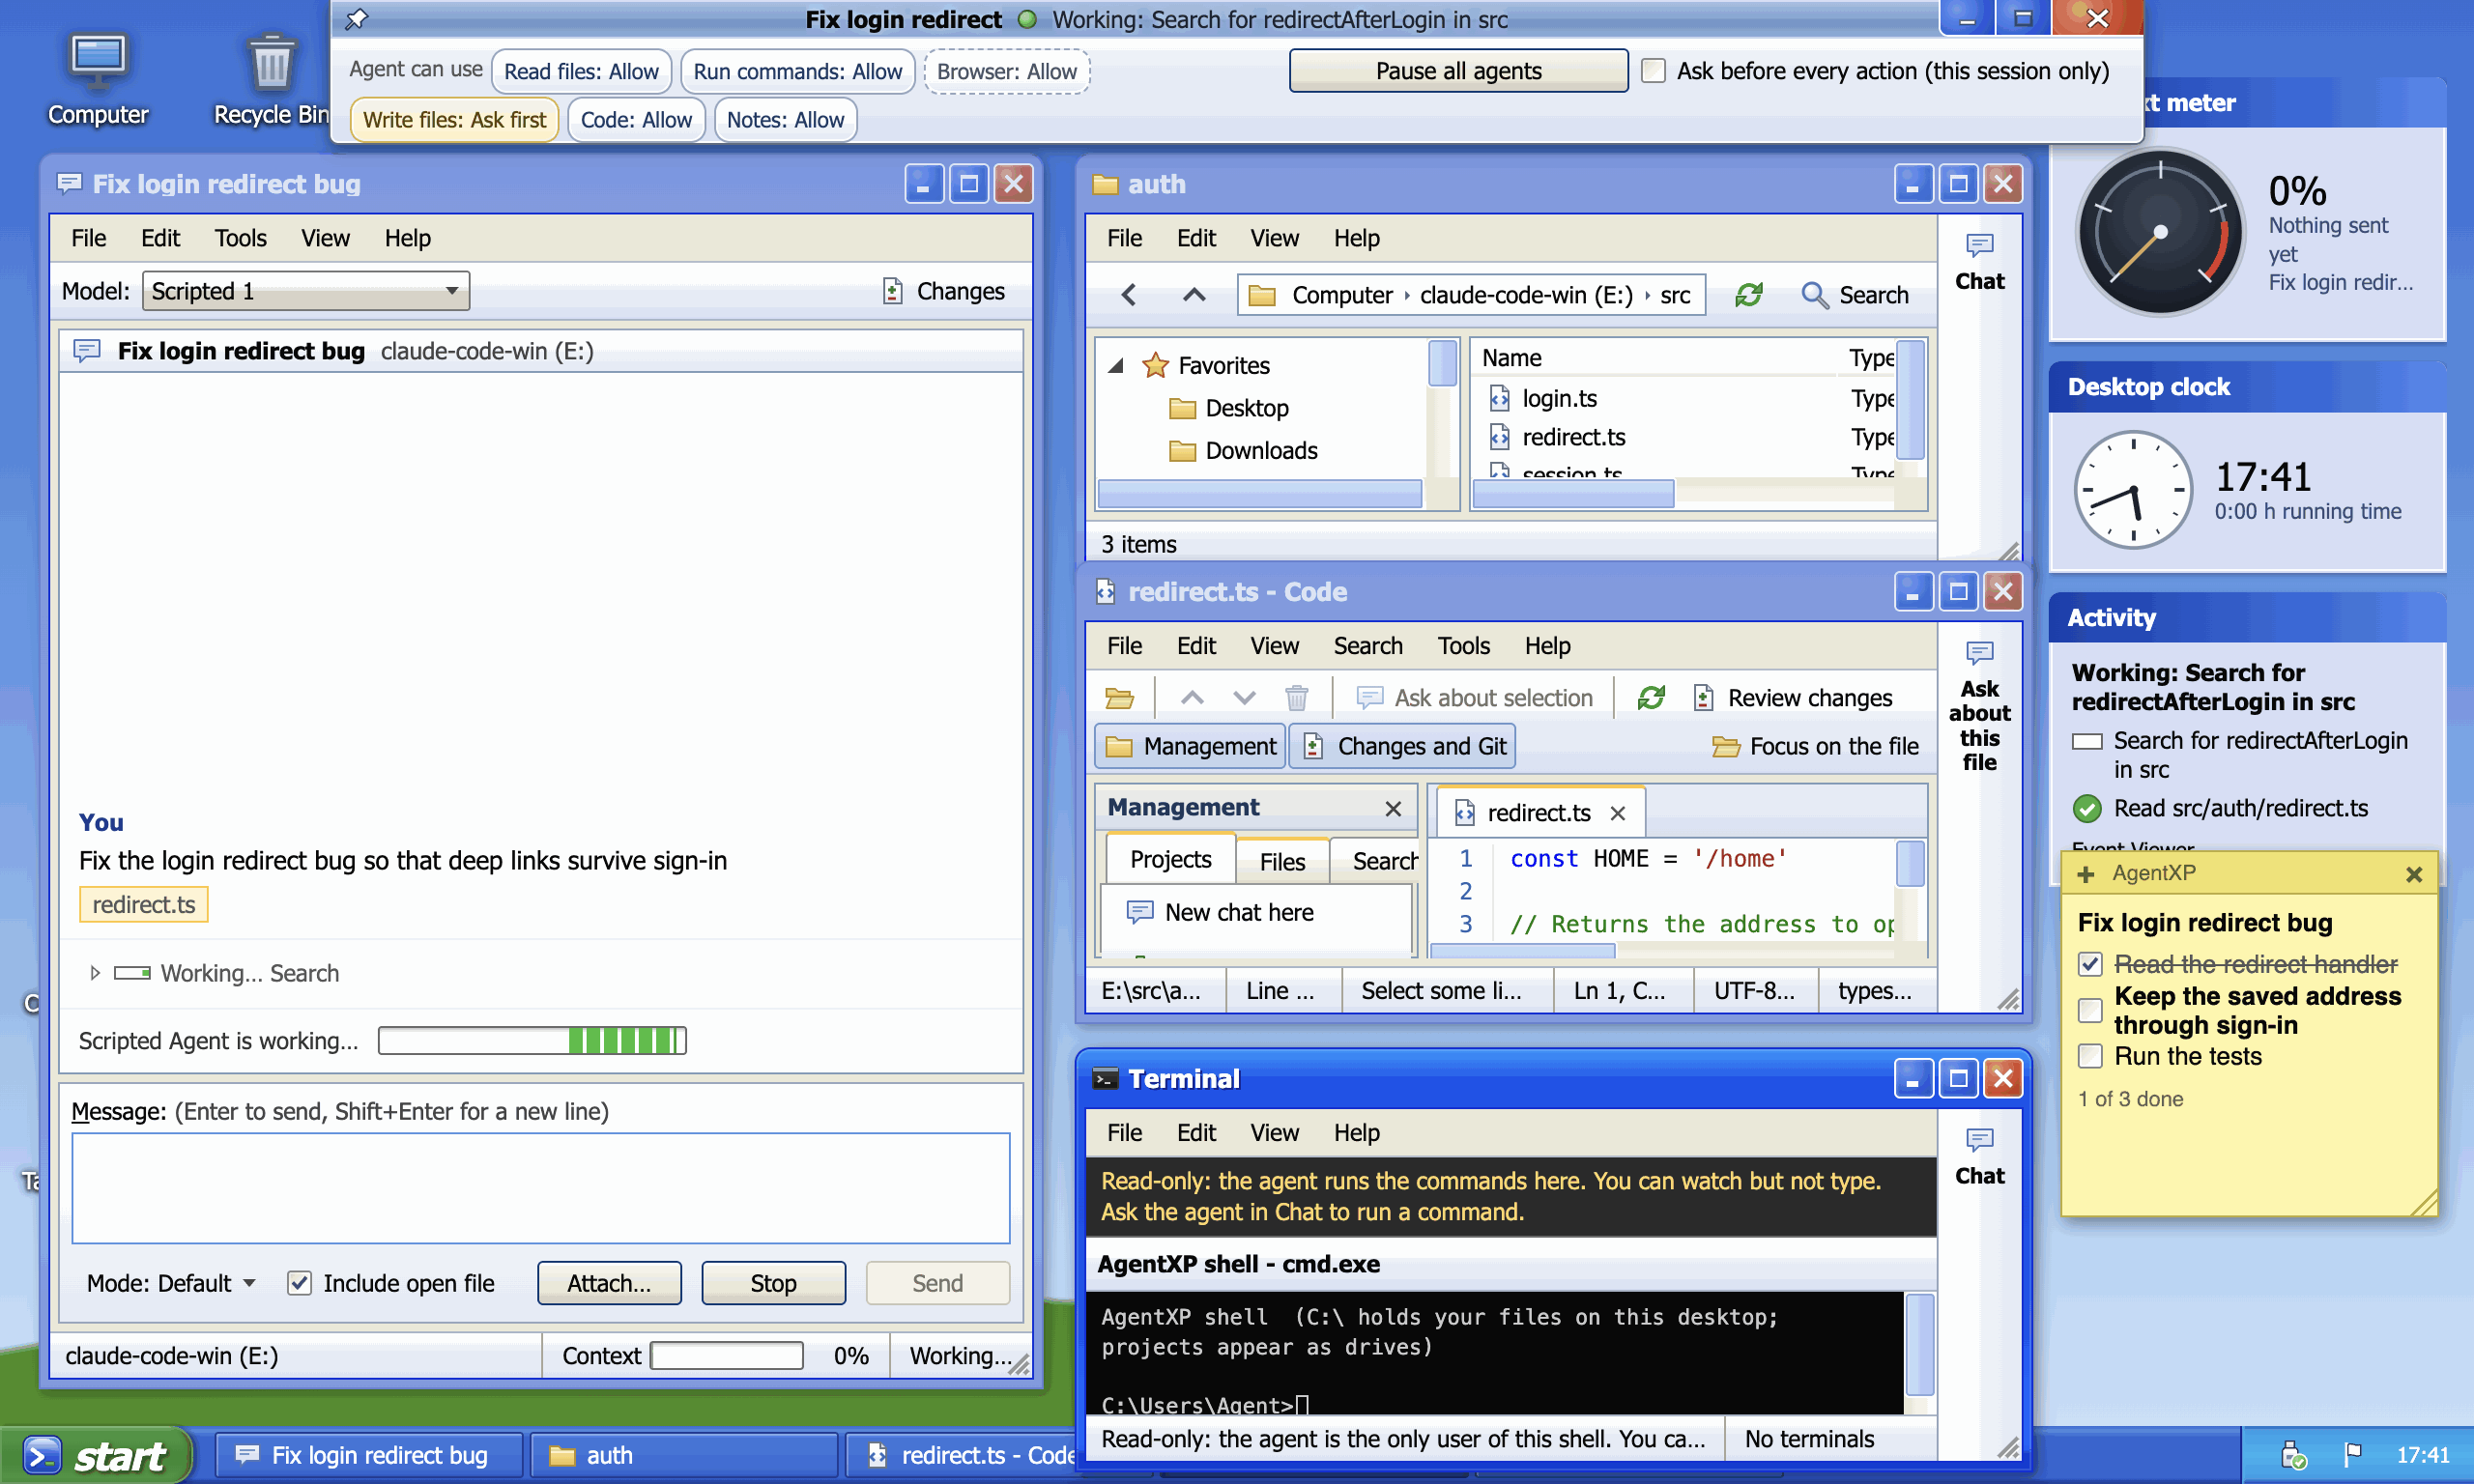 Computer
Recycle Bin
Fix login redirect Working: Search for redirectAfterLogin in src
Agent can use Read files: Allow Run commands: Allow Browser: Allow
Write files: Ask first Code: Allow Notes: Allow
Pause all agents Ask before every action (this session only)
Fix login redirect bug
File Edit Tools View Help
Model: Scripted 1 Changes
Fix login redirect bug claude-code-win (E:)
You
Fix the login redirect bug so that deep links survive sign-in
redirect.ts
Working... Search
Scripted Agent is working...
Message: (Enter to send, Shift+Enter for a new line)
Mode: Default Include open file Attach... Stop Send
claude-code-win (E:) Context 0% Working...
auth
File Edit View Help
Computer claude-code-win (E:) src Search
Favorites
Desktop
Downloads
Name Type
login.ts Type
redirect.ts Type
session.ts Type
3 items
Chat
redirect.ts - Code
File Edit View Search Tools Help
Ask about selection Review changes
Management Changes and Git Focus on the file
Management
Projects Files Search
New chat here
redirect.ts
1 const HOME = '/home'
2
3 // Returns the address to op
E:\src\a... Line ... Select some li... Ln 1, C... UTF-8... types...
Ask
about
this
file
Terminal
File Edit View Help
Read-only: the agent runs the commands here. You can watch but not type.
Ask the agent in Chat to run a command.
AgentXP shell - cmd.exe
AgentXP shell (C:\ holds your files on this desktop;
projects appear as drives)
C:\Users\Agent>
Read-only: the agent is the only user of this shell. You ca... No terminals
Chat
meter
0%
Nothing sent
yet
Fix login redir...
Desktop clock
17:41
0:00 h running time
Activity
Working: Search for
redirectAfterLogin in src
Search for redirectAfterLogin
in src
Read src/auth/redirect.ts
Event Viewer
AgentXP
Fix login redirect bug
Read the redirect handler
Keep the saved address
through sign-in
Run the tests
1 of 3 done
start
Fix login redirect bug
auth
redirect.ts - Code
17:41